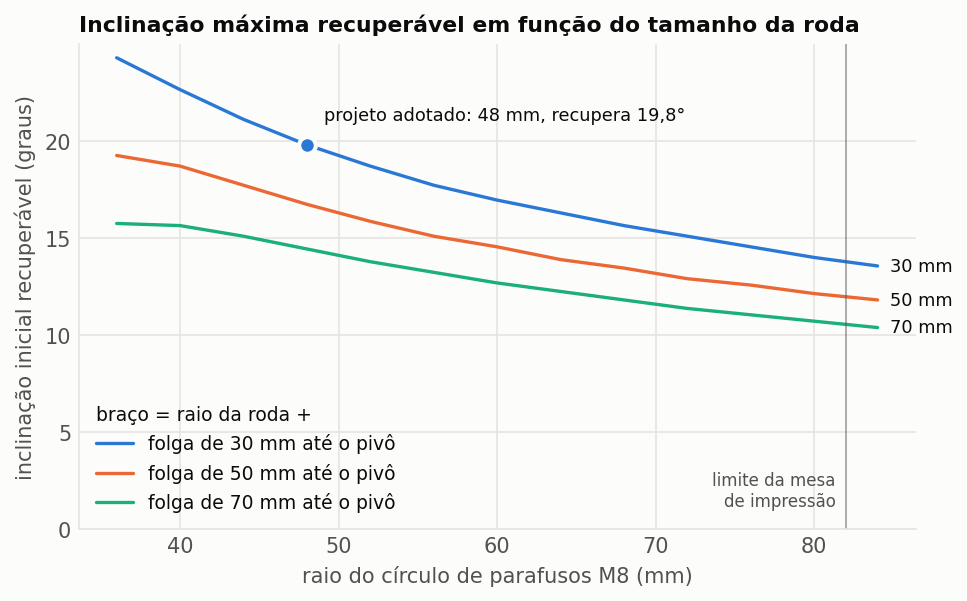 Inclinação máxima recuperável em função do tamanho da roda
inclinação inicial recuperável (graus)
20
15
10
5
0
projeto adotado: 48 mm, recupera 19,8°
30 mm
50 mm
70 mm
braço = raio da roda +
folga de 30 mm até o pivô
folga de 50 mm até o pivô
folga de 70 mm até o pivô
limite da mesa
de impressão
40 50 60 70 80
raio do círculo de parafusos M8 (mm)